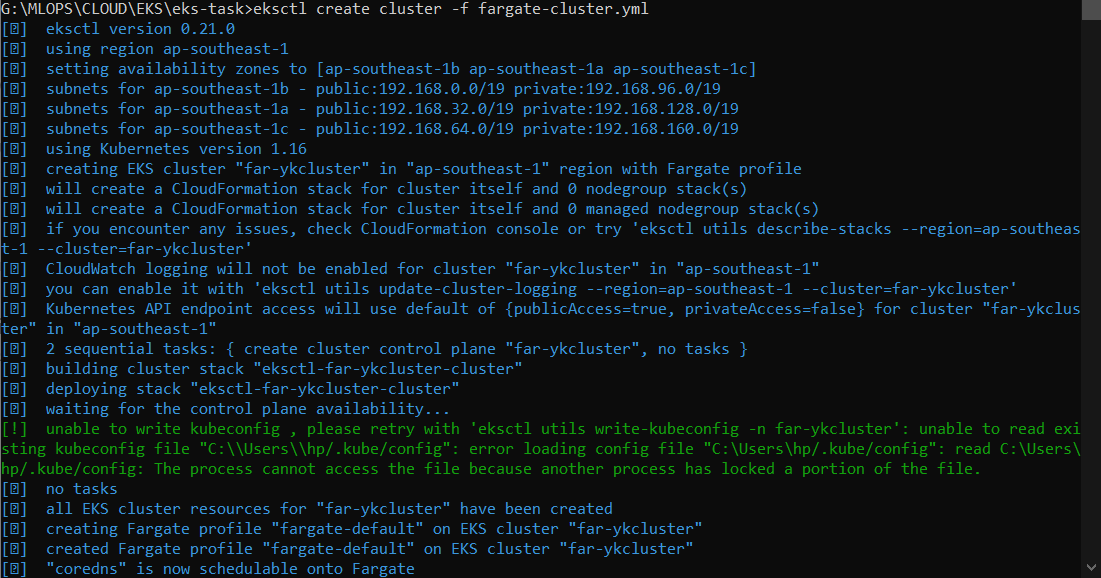 G:\MLOPS\CLOUD\EKS\eks-task>eksctl create cluster -f fargate-cluster.yml
[⍰]  eksctl version 0.21.0
[⍰]  using region ap-southeast-1
[⍰]  setting availability zones to [ap-southeast-1b ap-southeast-1a ap-southeast-1c]
[⍰]  subnets for ap-southeast-1b - public:192.168.0.0/19 private:192.168.96.0/19
[⍰]  subnets for ap-southeast-1a - public:192.168.32.0/19 private:192.168.128.0/19
[⍰]  subnets for ap-southeast-1c - public:192.168.64.0/19 private:192.168.160.0/19
[⍰]  using Kubernetes version 1.16
[⍰]  creating EKS cluster "far-ykcluster" in "ap-southeast-1" region with Fargate profile
[⍰]  will create a CloudFormation stack for cluster itself and 0 nodegroup stack(s)
[⍰]  will create a CloudFormation stack for cluster itself and 0 managed nodegroup stack(s)
[⍰]  if you encounter any issues, check CloudFormation console or try 'eksctl utils describe-stacks --region=ap-southeas
t-1 --cluster=far-ykcluster'
[⍰]  CloudWatch logging will not be enabled for cluster "far-ykcluster" in "ap-southeast-1"
[⍰]  you can enable it with 'eksctl utils update-cluster-logging --region=ap-southeast-1 --cluster=far-ykcluster'
[⍰]  Kubernetes API endpoint access will use default of {publicAccess=true, privateAccess=false} for cluster "far-ykclus
ter" in "ap-southeast-1"
[⍰]  2 sequential tasks: { create cluster control plane "far-ykcluster", no tasks }
[⍰]  building cluster stack "eksctl-far-ykcluster-cluster"
[⍰]  deploying stack "eksctl-far-ykcluster-cluster"
[⍰]  waiting for the control plane availability...
[!]  unable to write kubeconfig , please retry with 'eksctl utils write-kubeconfig -n far-ykcluster': unable to read exi
sting kubeconfig file "C:\\Users\\hp/.kube/config": error loading config file "C:\Users\hp/.kube/config": read C:\Users\
hp/.kube/config: The process cannot access the file because another process has locked a portion of the file.
[⍰]  no tasks
[⍰]  all EKS cluster resources for "far-ykcluster" have been created
[⍰]  creating Fargate profile "fargate-default" on EKS cluster "far-ykcluster"
[⍰]  created Fargate profile "fargate-default" on EKS cluster "far-ykcluster"
[⍰]  "coredns" is now schedulable onto Fargate